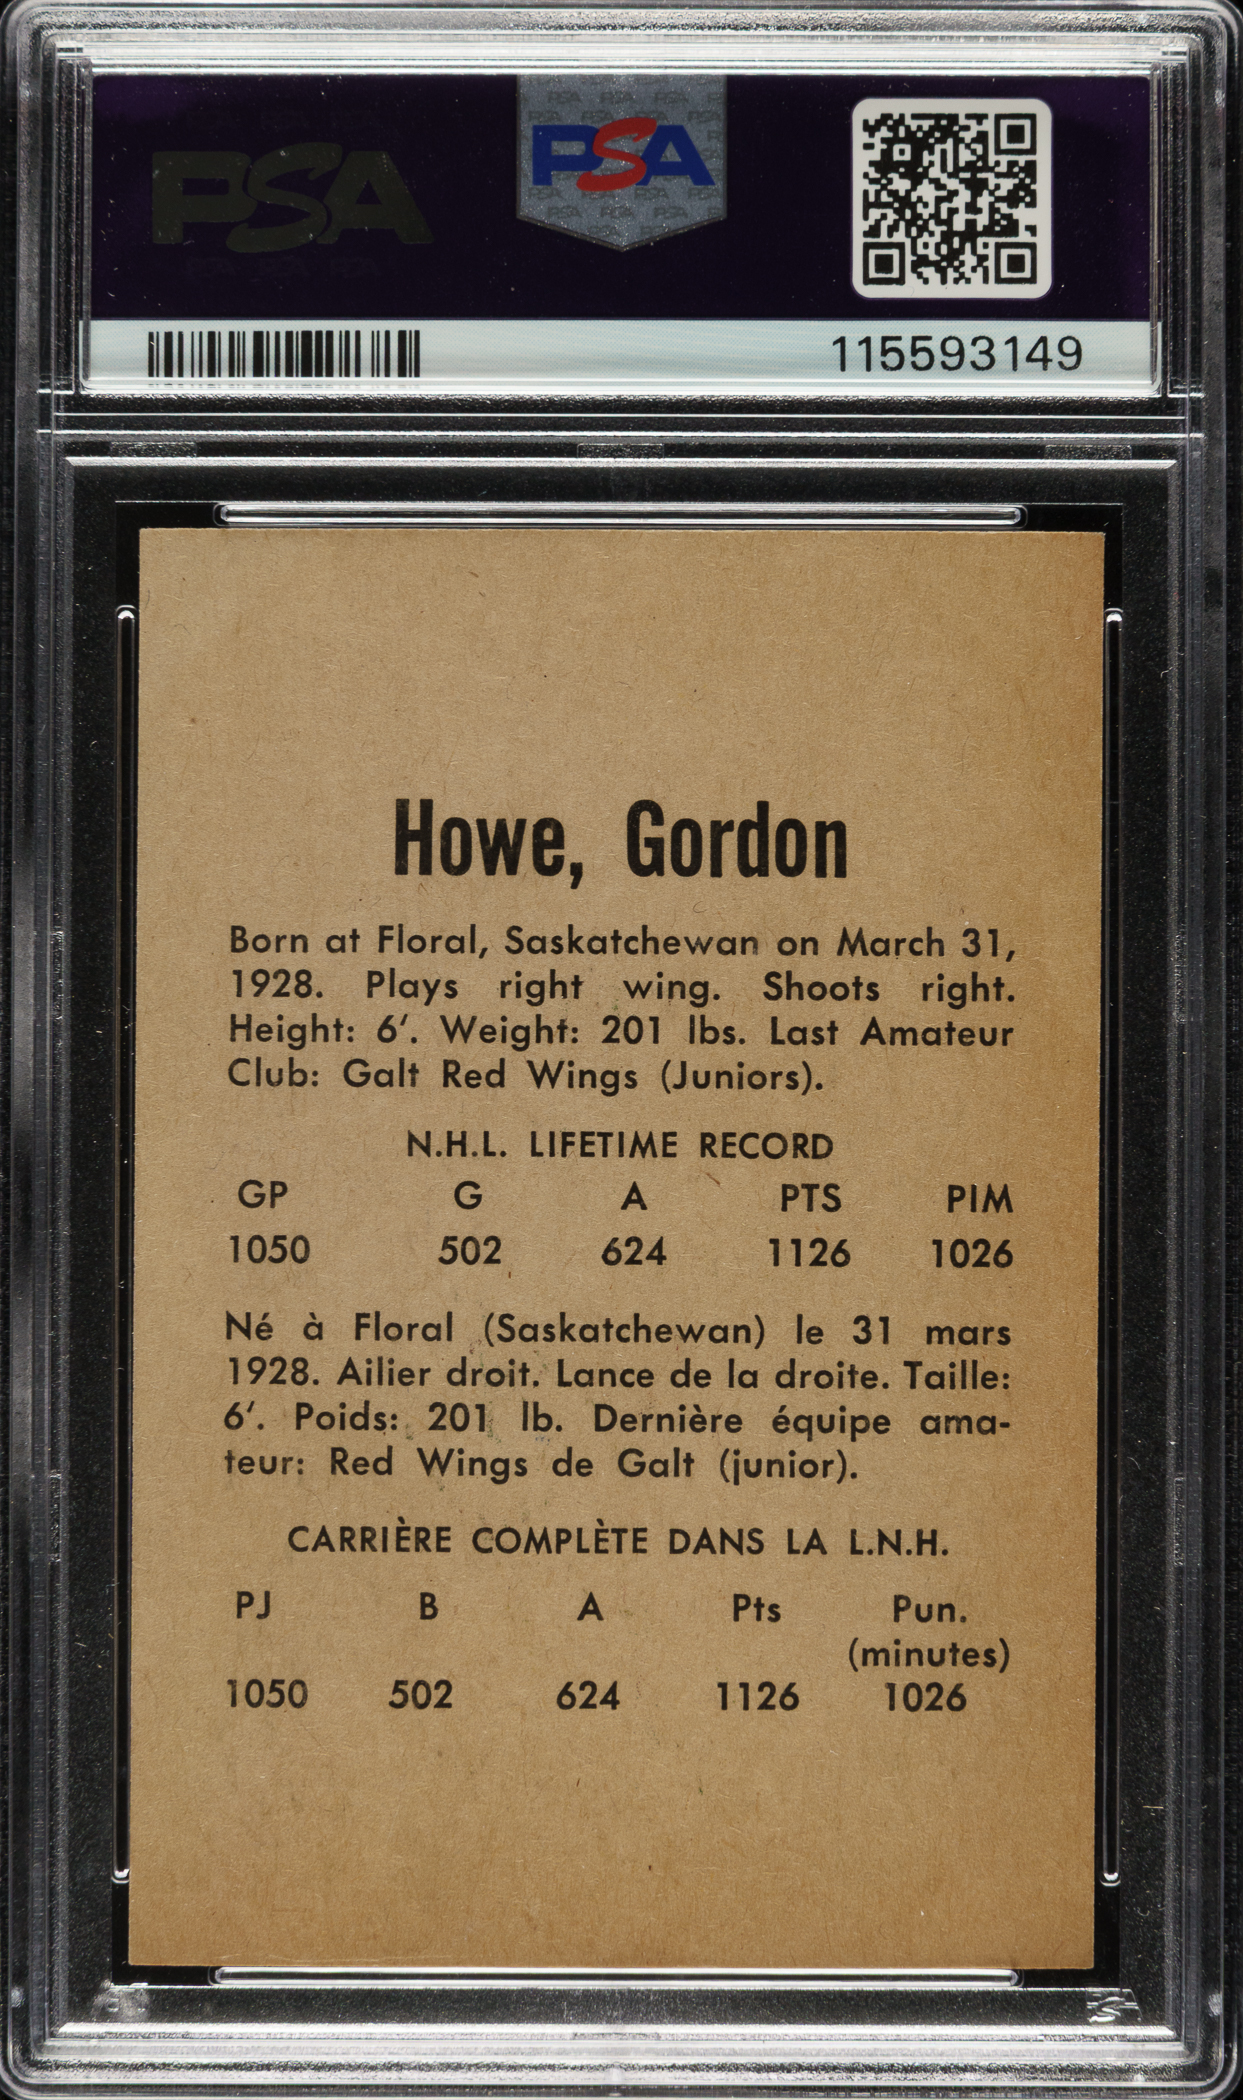 PSA
PSA
115593149
Howe, Gordon
Born at Floral, Saskatchewan on March 31,
1928. Plays right wing. Shoots right.
Height: 6′. Weight: 201 lbs. Last Amateur
Club: Galt Red Wings (Juniors).
N.H.L. LIFETIME RECORD
GP G A PTS PIM
1050 502 624 1126 1026
Né à Floral (Saskatchewan) le 31 mars
1928. Ailier droit. Lance de la droite. Taille:
6′. Poids: 201 lb. Dernière équipe ama-
teur: Red Wings de Galt (junior).
CARRIÈRE COMPLÈTE DANS LA L.N.H.
PJ B A Pts Pun.
(minutes)
1050 502 624 1126 1026